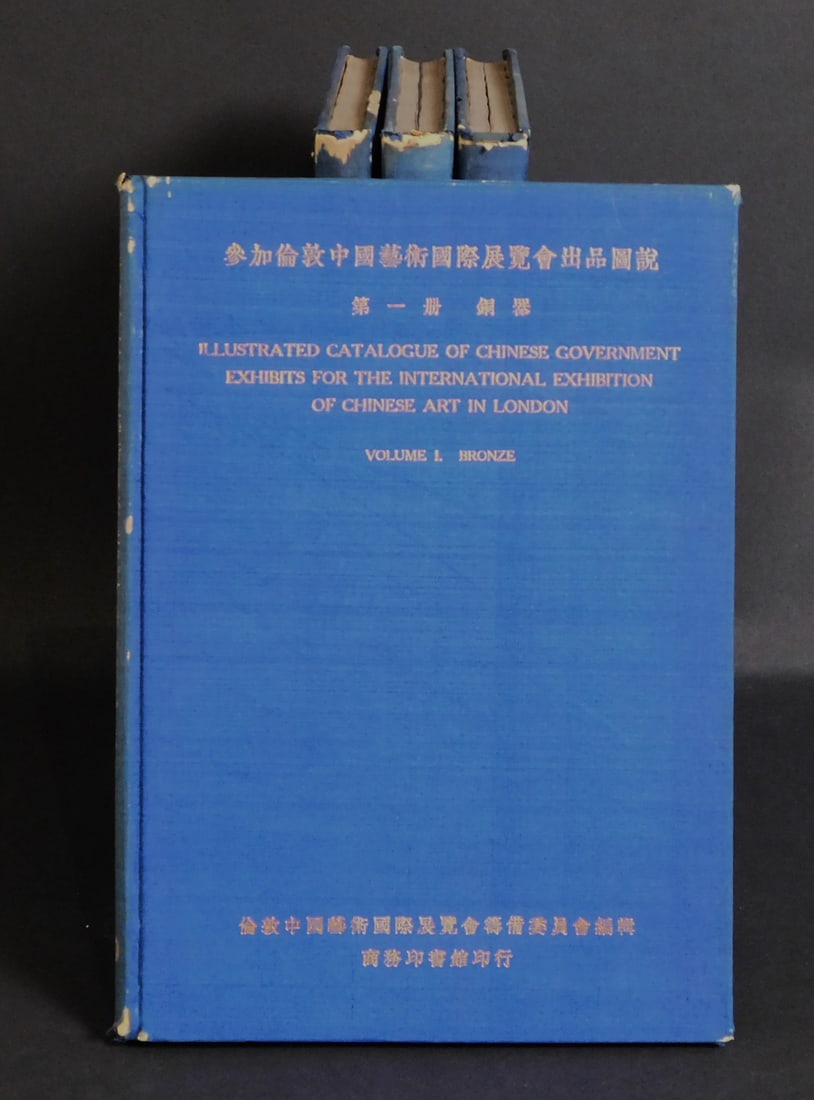 參加倫敦中國藝術國際展覽會出品圖說
第一册 銅器
ILLUSTRATED CATALOGUE OF CHINESE GOVERNMENT
EXHIBITS FOR THE INTERNATIONAL EXHIBITION
OF CHINESE ART IN LONDON
VOLUME I. BRONZE
倫敦中國藝術國際展覽會籌備委員會編輯
商務印書館印行